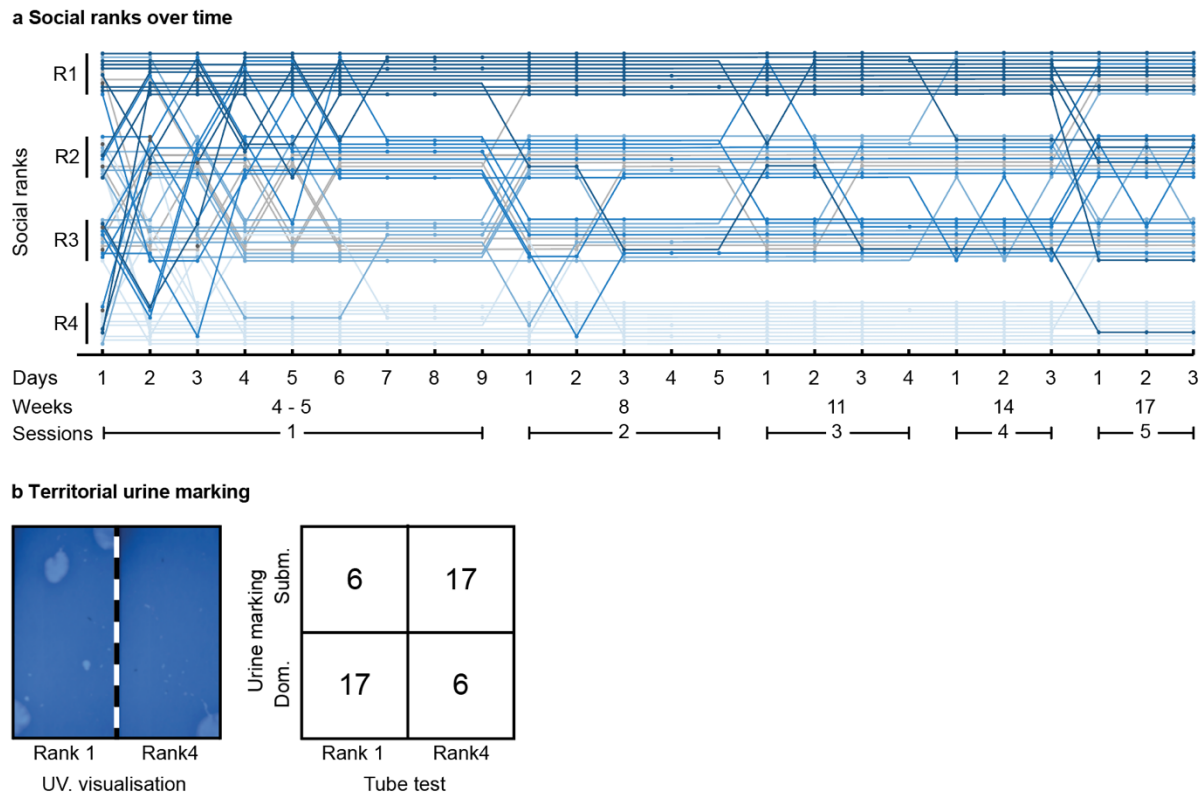 a Social ranks over time
R1
R2
R3
R4
Social ranks
Days 1 2 3 4 5 6 7 8 9 1 2 3 4 5 1 2 3 4 1 2 3 1 2 3
Weeks 4 - 5 8 11 14 17
Sessions 1 2 3 4 5
b Territorial urine marking
Urine marking
Subm.
Dom.
6 17
17 6
Rank 1 Rank4 Rank 1 Rank4
UV. visualisation Tube test